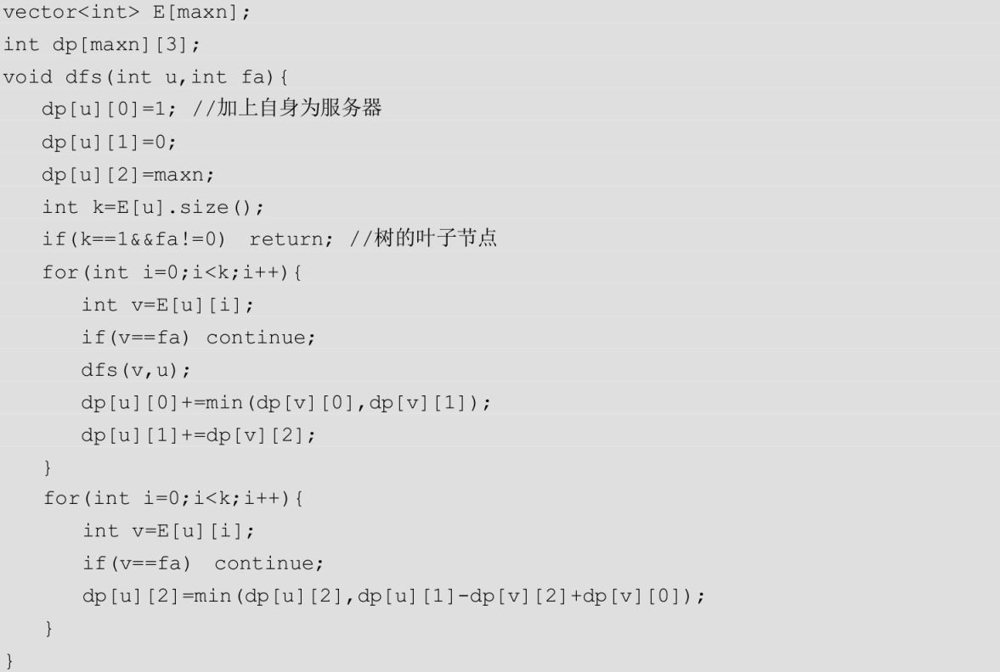 vector<int> E[maxn];
int dp[maxn][3];
void dfs(int u,int fa){
   dp[u][0]=1; //加上自身为服务器
   dp[u][1]=0;
   dp[u][2]=maxn;
   int k=E[u].size();
   if(k==1&&fa!=0)  return; //树的叶子节点
   for(int i=0;i<k;i++){
      int v=E[u][i];
      if(v==fa) continue;
      dfs(v,u);
      dp[u][0]+=min(dp[v][0],dp[v][1]);
      dp[u][1]+=dp[v][2];
   }
   for(int i=0;i<k;i++){
      int v=E[u][i];
      if(v==fa)  continue;
      dp[u][2]=min(dp[u][2],dp[u][1]-dp[v][2]+dp[v][0]);
   }
}